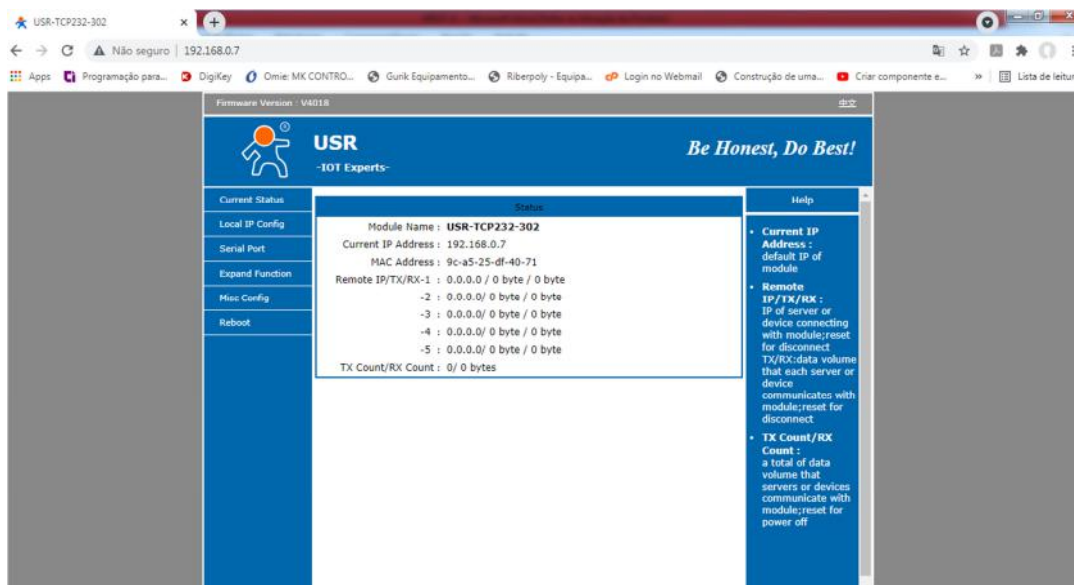 USR-TCP232-302
Não seguro | 192.168.0.7
Apps Programação para... DigiKey Omie: MK CONTRO... Gunk Equipamento... Riberpoly - Equipa... Login no Webmail Construção de uma... Criar componente e... » Lista de leitur
Firmware Version : V4018 中文
USR
-IOT Experts-
Be Honest, Do Best!
Current Status
Local IP Config
Serial Port
Expand Function
Misc Config
Reboot
Status
Module Name : USR-TCP232-302
Current IP Address : 192.168.0.7
MAC Address : 9c-a5-25-df-40-71
Remote IP/TX/RX-1 : 0.0.0.0 / 0 byte / 0 byte
-2 : 0.0.0.0/ 0 byte / 0 byte
-3 : 0.0.0.0/ 0 byte / 0 byte
-4 : 0.0.0.0/ 0 byte / 0 byte
-5 : 0.0.0.0/ 0 byte / 0 byte
TX Count/RX Count : 0/ 0 bytes
Help
• Current IP
Address :
default IP of
module
• Remote
IP/TX/RX :
IP of server or
device connecting
with module;reset
for disconnect
TX/RX:data volume
that each server or
device
communicates with
module;reset for
disconnect
• TX Count/RX
Count :
a total of data
volume that
servers or devices
communicate with
module;reset for
power off